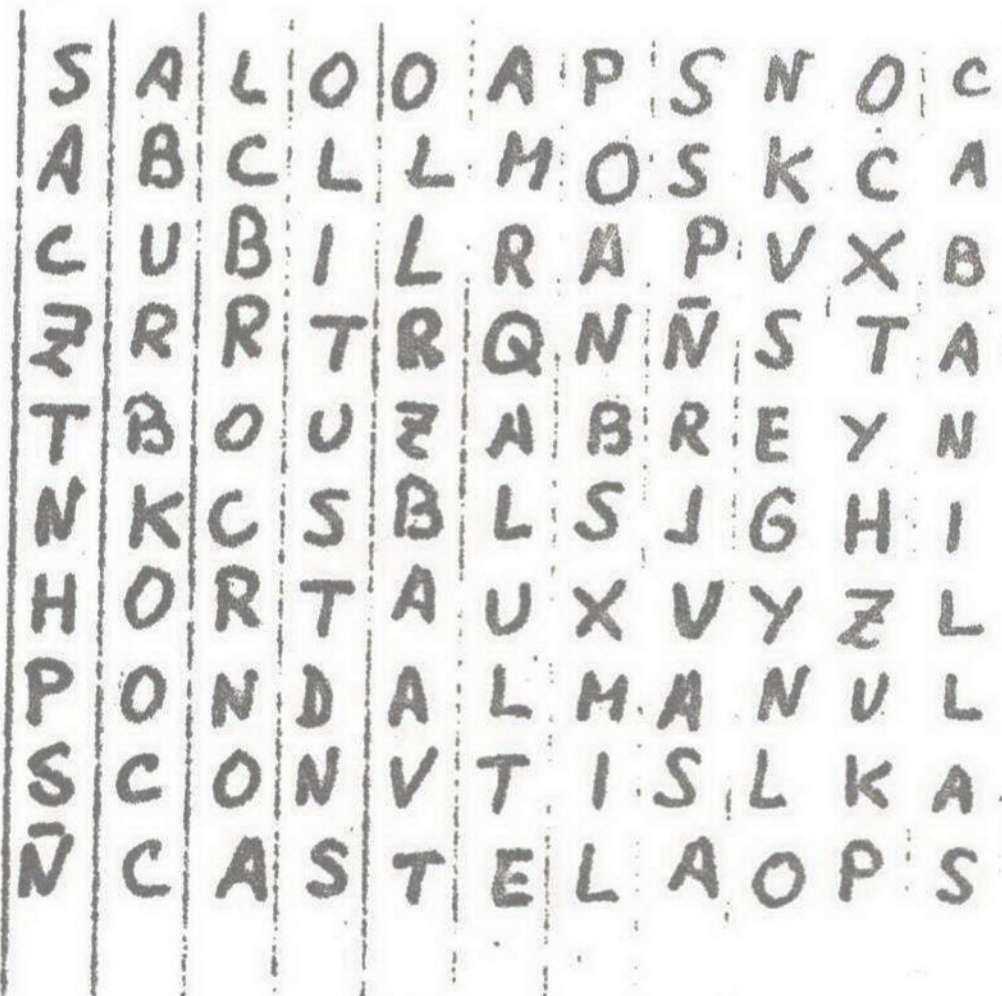 S A L O O A P S N O C
A B C L L M O S K C A
C U B I L R A P V X B
Z R R T R Q N Ñ S T A
T B O U Z A B R E Y N
N K C S B L S J G H I
H O R T A U X V Y Z L
P O N D A L M A N U L
S C O N V T I S L K A
Ñ C A S T E L A O P S